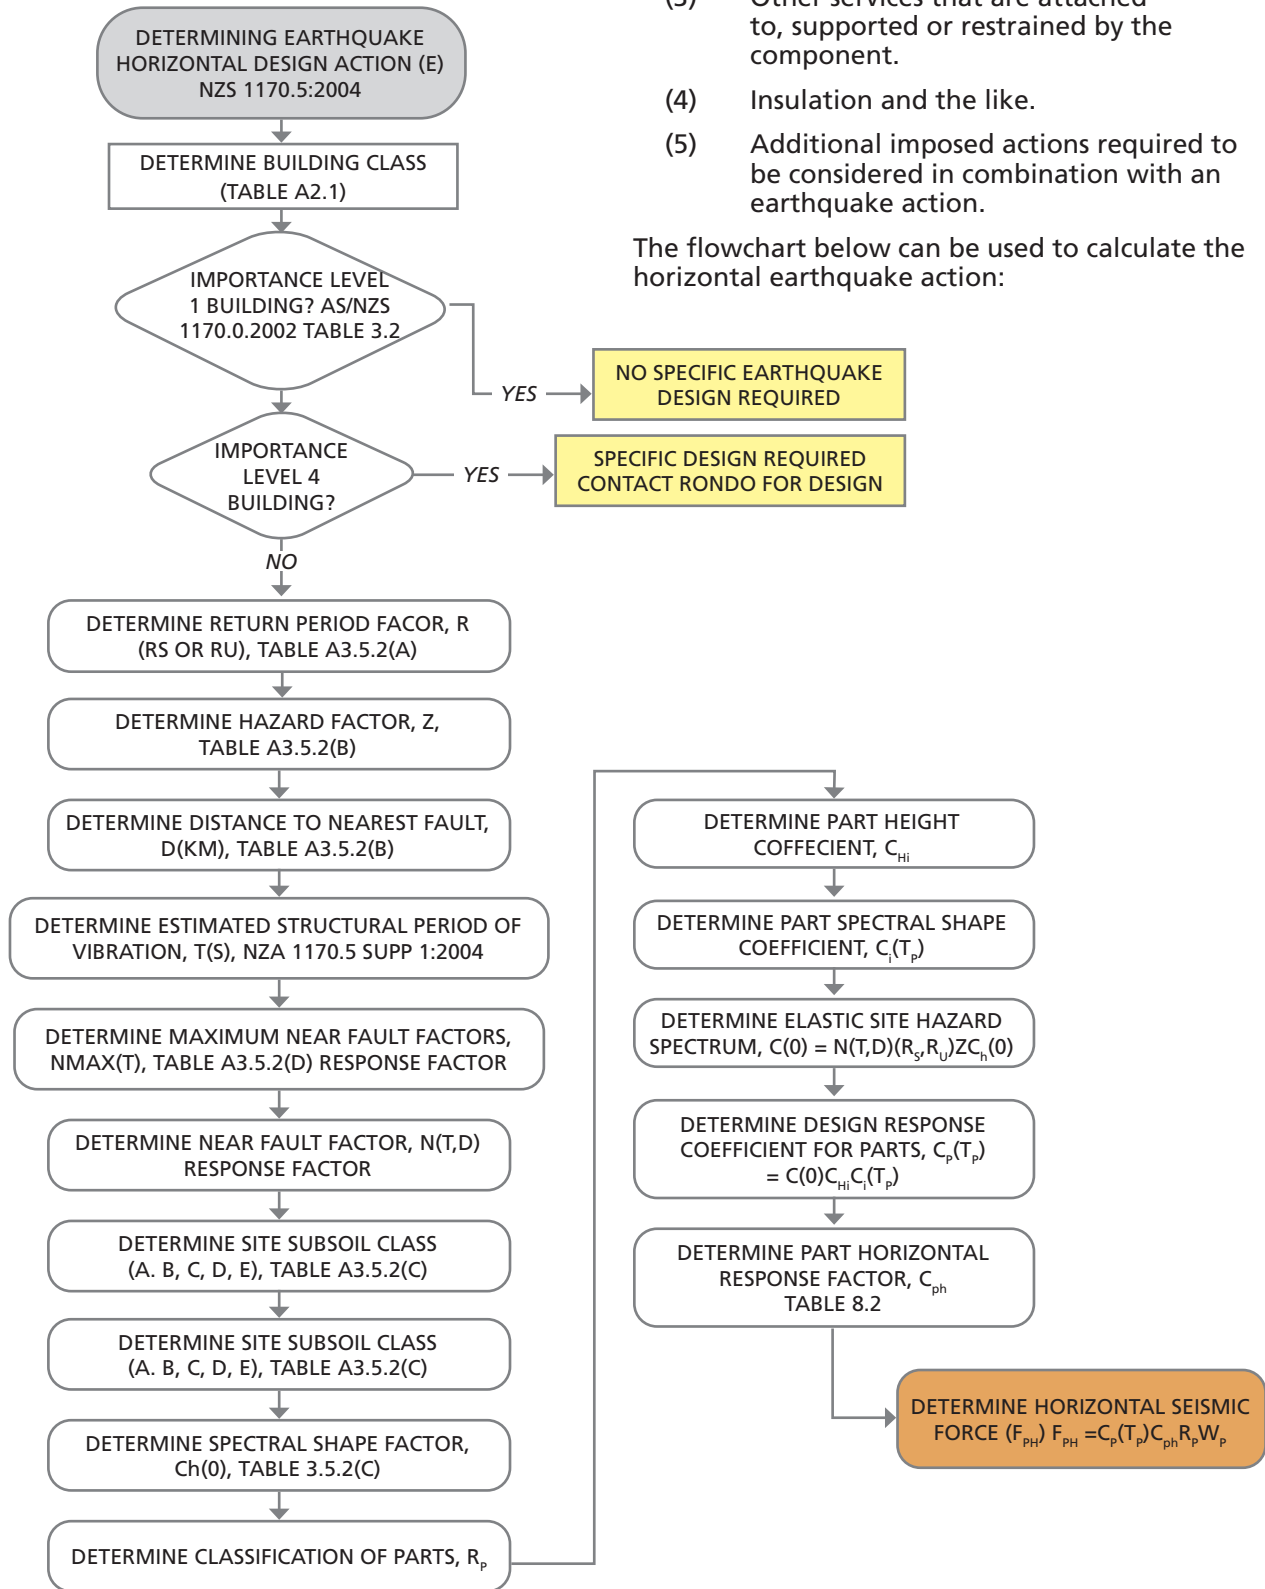 (3) Other services that are attached
to, supported or restrained by the
component.
(4) Insulation and the like.
(5) Additional imposed actions required to
be considered in combination with an
earthquake action.
The flowchart below can be used to calculate the
horizontal earthquake action:
DETERMINING EARTHQUAKE
HORIZONTAL DESIGN ACTION (E)
NZS 1170.5:2004
DETERMINE BUILDING CLASS
(TABLE A2.1)
IMPORTANCE LEVEL
1 BUILDING? AS/NZS
1170.0.2002 TABLE 3.2
YES
NO SPECIFIC EARTHQUAKE
DESIGN REQUIRED
IMPORTANCE
LEVEL 4
BUILDING?
YES
SPECIFIC DESIGN REQUIRED
CONTACT RONDO FOR DESIGN
NO
DETERMINE RETURN PERIOD FACOR, R
(RS OR RU), TABLE A3.5.2(A)
DETERMINE HAZARD FACTOR, Z,
TABLE A3.5.2(B)
DETERMINE DISTANCE TO NEAREST FAULT,
D(KM), TABLE A3.5.2(B)
DETERMINE ESTIMATED STRUCTURAL PERIOD OF
VIBRATION, T(S), NZA 1170.5 SUPP 1:2004
DETERMINE MAXIMUM NEAR FAULT FACTORS,
NMAX(T), TABLE A3.5.2(D) RESPONSE FACTOR
DETERMINE NEAR FAULT FACTOR, N(T,D)
RESPONSE FACTOR
DETERMINE SITE SUBSOIL CLASS
(A. B, C, D, E), TABLE A3.5.2(C)
DETERMINE SITE SUBSOIL CLASS
(A. B, C, D, E), TABLE A3.5.2(C)
DETERMINE SPECTRAL SHAPE FACTOR,
Ch(0), TABLE 3.5.2(C)
DETERMINE CLASSIFICATION OF PARTS, RP
DETERMINE PART HEIGHT
COFFECIENT, CHi
DETERMINE PART SPECTRAL SHAPE
COEFFICIENT, Ci(TP)
DETERMINE ELASTIC SITE HAZARD
SPECTRUM, C(0) = N(T,D)(RS,RU)ZCh(0)
DETERMINE DESIGN RESPONSE
COEFFICIENT FOR PARTS, CP(TP)
= C(0)CHiCi(TP)
DETERMINE PART HORIZONTAL
RESPONSE FACTOR, Cph
TABLE 8.2
DETERMINE HORIZONTAL SEISMIC
FORCE (FPH) FPH =CP(TP)CphRPWP